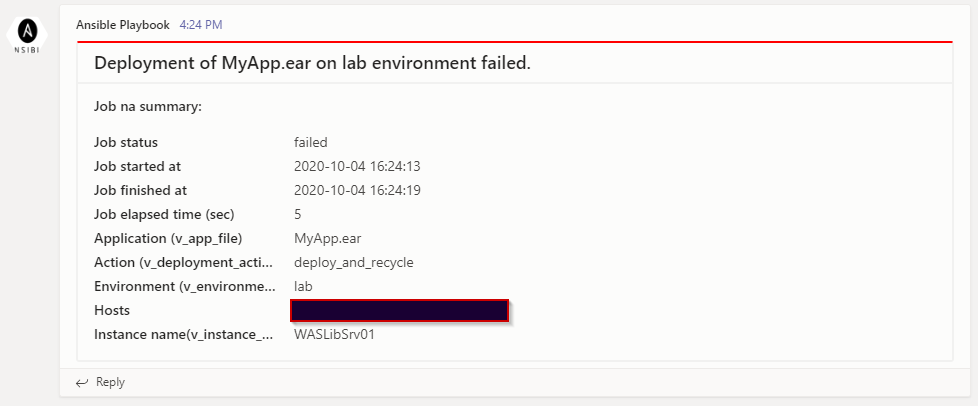 Ansible Playbook 4:24 PM
A
NSIBI
Deployment of MyApp.ear on lab environment failed.
Job na summary:
Job status failed
Job started at 2020-10-04 16:24:13
Job finished at 2020-10-04 16:24:19
Job elapsed time (sec) 5
Application (v_app_file) MyApp.ear
Action (v_deployment_acti... deploy_and_recycle
Environment (v_environme... lab
Hosts
Instance name(v_instance_... WASLibSrv01
Reply